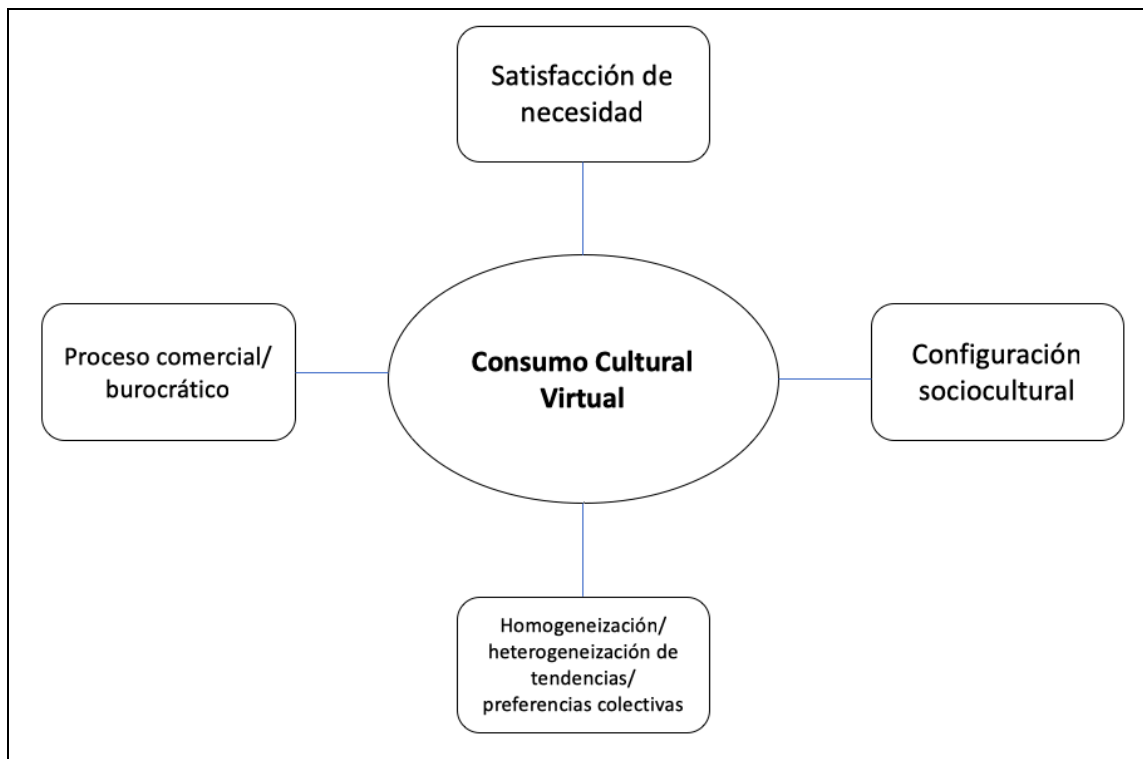 Satisfacción de
necesidad
Proceso comercial/
burocrático
Consumo Cultural
Virtual
Configuración
sociocultural
Homogeneización/
heterogeneización de
tendencias/
preferencias colectivas